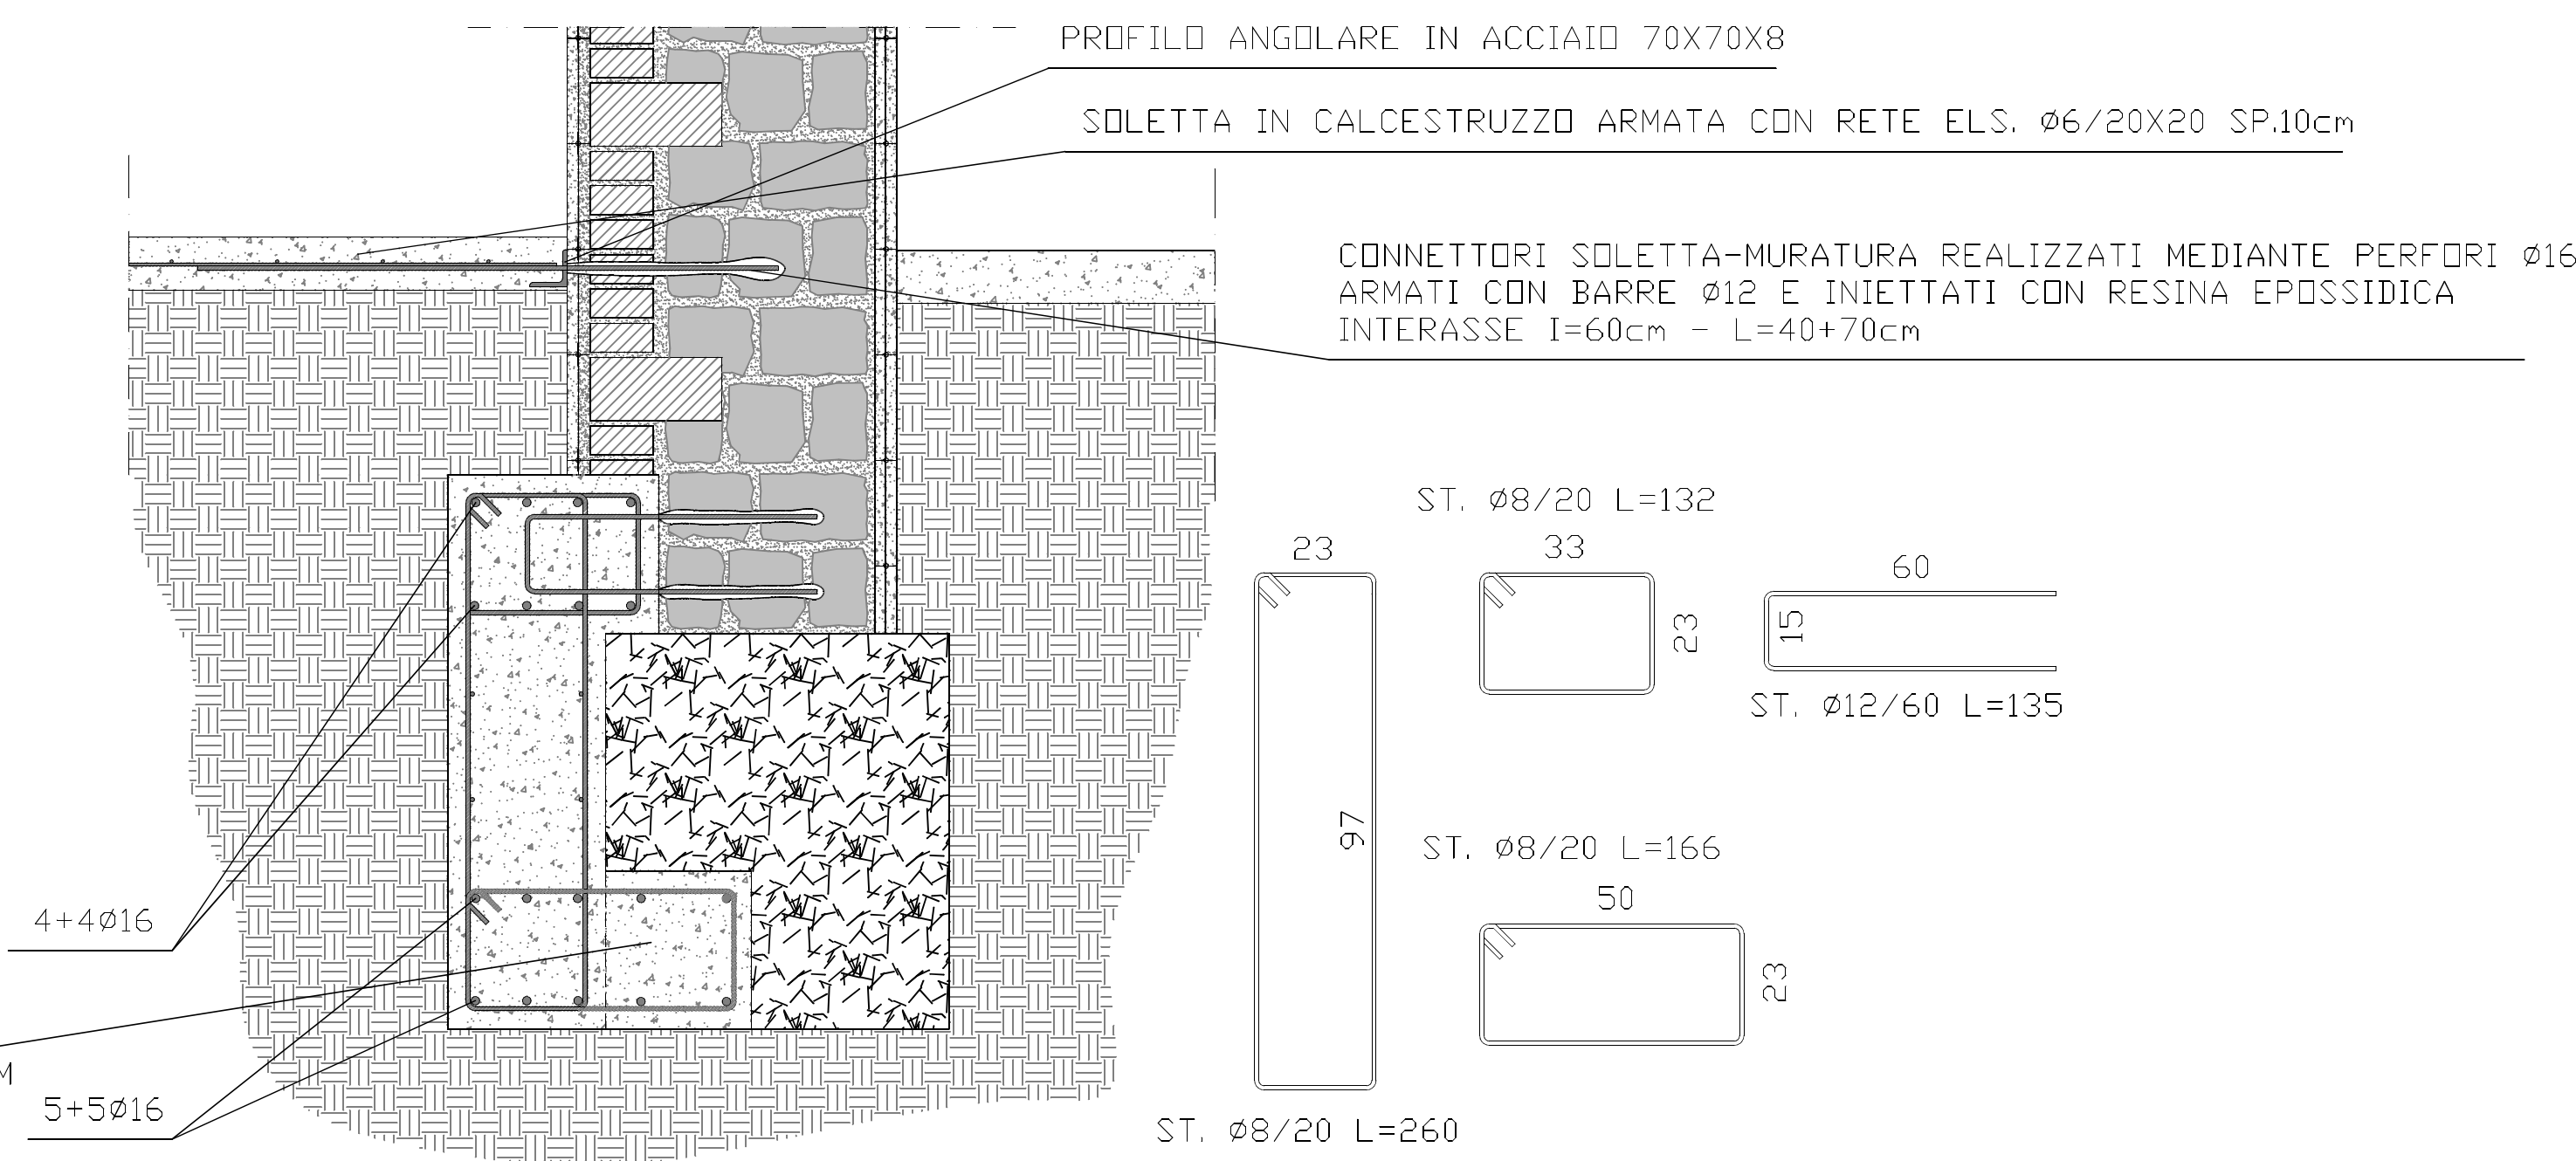 PROFILO ANGOLARE IN ACCIAIO 70X70X8
SOLETTA IN CALCESTRUZZO ARMATA CON RETE ELS. Ø6/20X20 SP.10cm
CONNETTORI SOLETTA-MURATURA REALIZZATI MEDIANTE PERFORI Ø16
ARMATI CON BARRE Ø12 E INIETTATI CON RESINA EPOSSIDICA
INTERASSE I=60cm - L=40+70cm
ST. Ø8/20 L=132
23
33
23
60
15
ST. Ø12/60 L=135
97
ST. Ø8/20 L=166
50
23
ST. Ø8/20 L=260
4+4Ø16
M
5+5Ø16